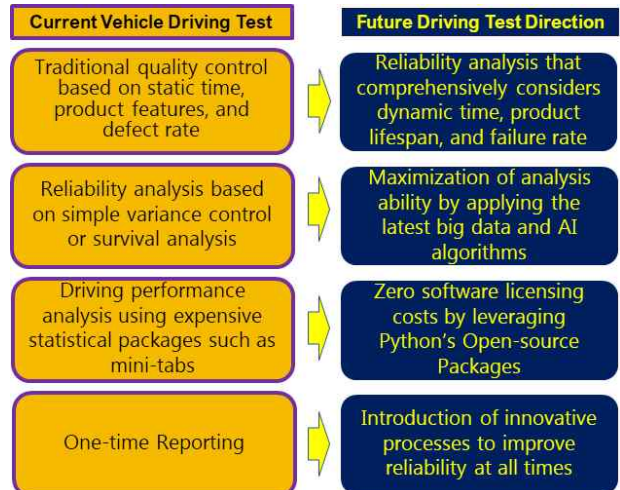 Current Vehicle Driving Test
Future Driving Test Direction
Traditional quality control
based on static time,
product features, and
defect rate
Reliability analysis that
comprehensively considers
dynamic time, product
lifespan, and failure rate
Reliability analysis based
on simple variance control
or survival analysis
Maximization of analysis
ability by applying the
latest big data and AI
algorithms
Driving performance
analysis using expensive
statistical packages such as
mini-tabs
Zero software licensing
costs by leveraging
Python's Open-source
Packages
One-time Reporting
Introduction of innovative
processes to improve
reliability at all times